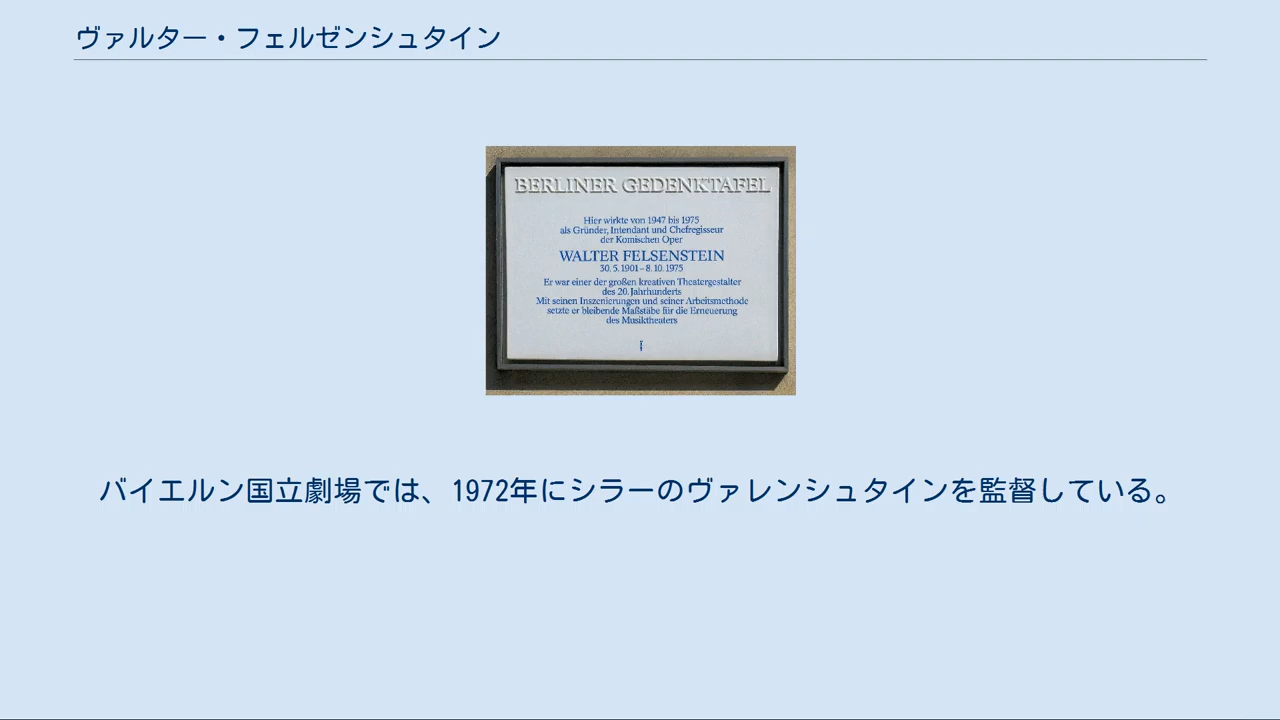 ヴァルター・フェルゼンシュタイン
BERLINER GEDENKTAFEL
Hier wirkte von 1947 bis 1975
als Gründer, Intendant und Chefregisseur
der Komischen Oper
WALTER FELSENSTEIN
30. 5. 1901 – 8. 10. 1975
Er war einer der großen kreativen Theatergestalter
des 20. Jahrhunderts
Mit seinen Inszenierungen und seiner Arbeitsmethode
setzte er bleibende Maßstäbe für die Erneuerung
des Musiktheaters
バイエルン国立劇場では、1972年にシラーのヴァレンシュタインを監督している。